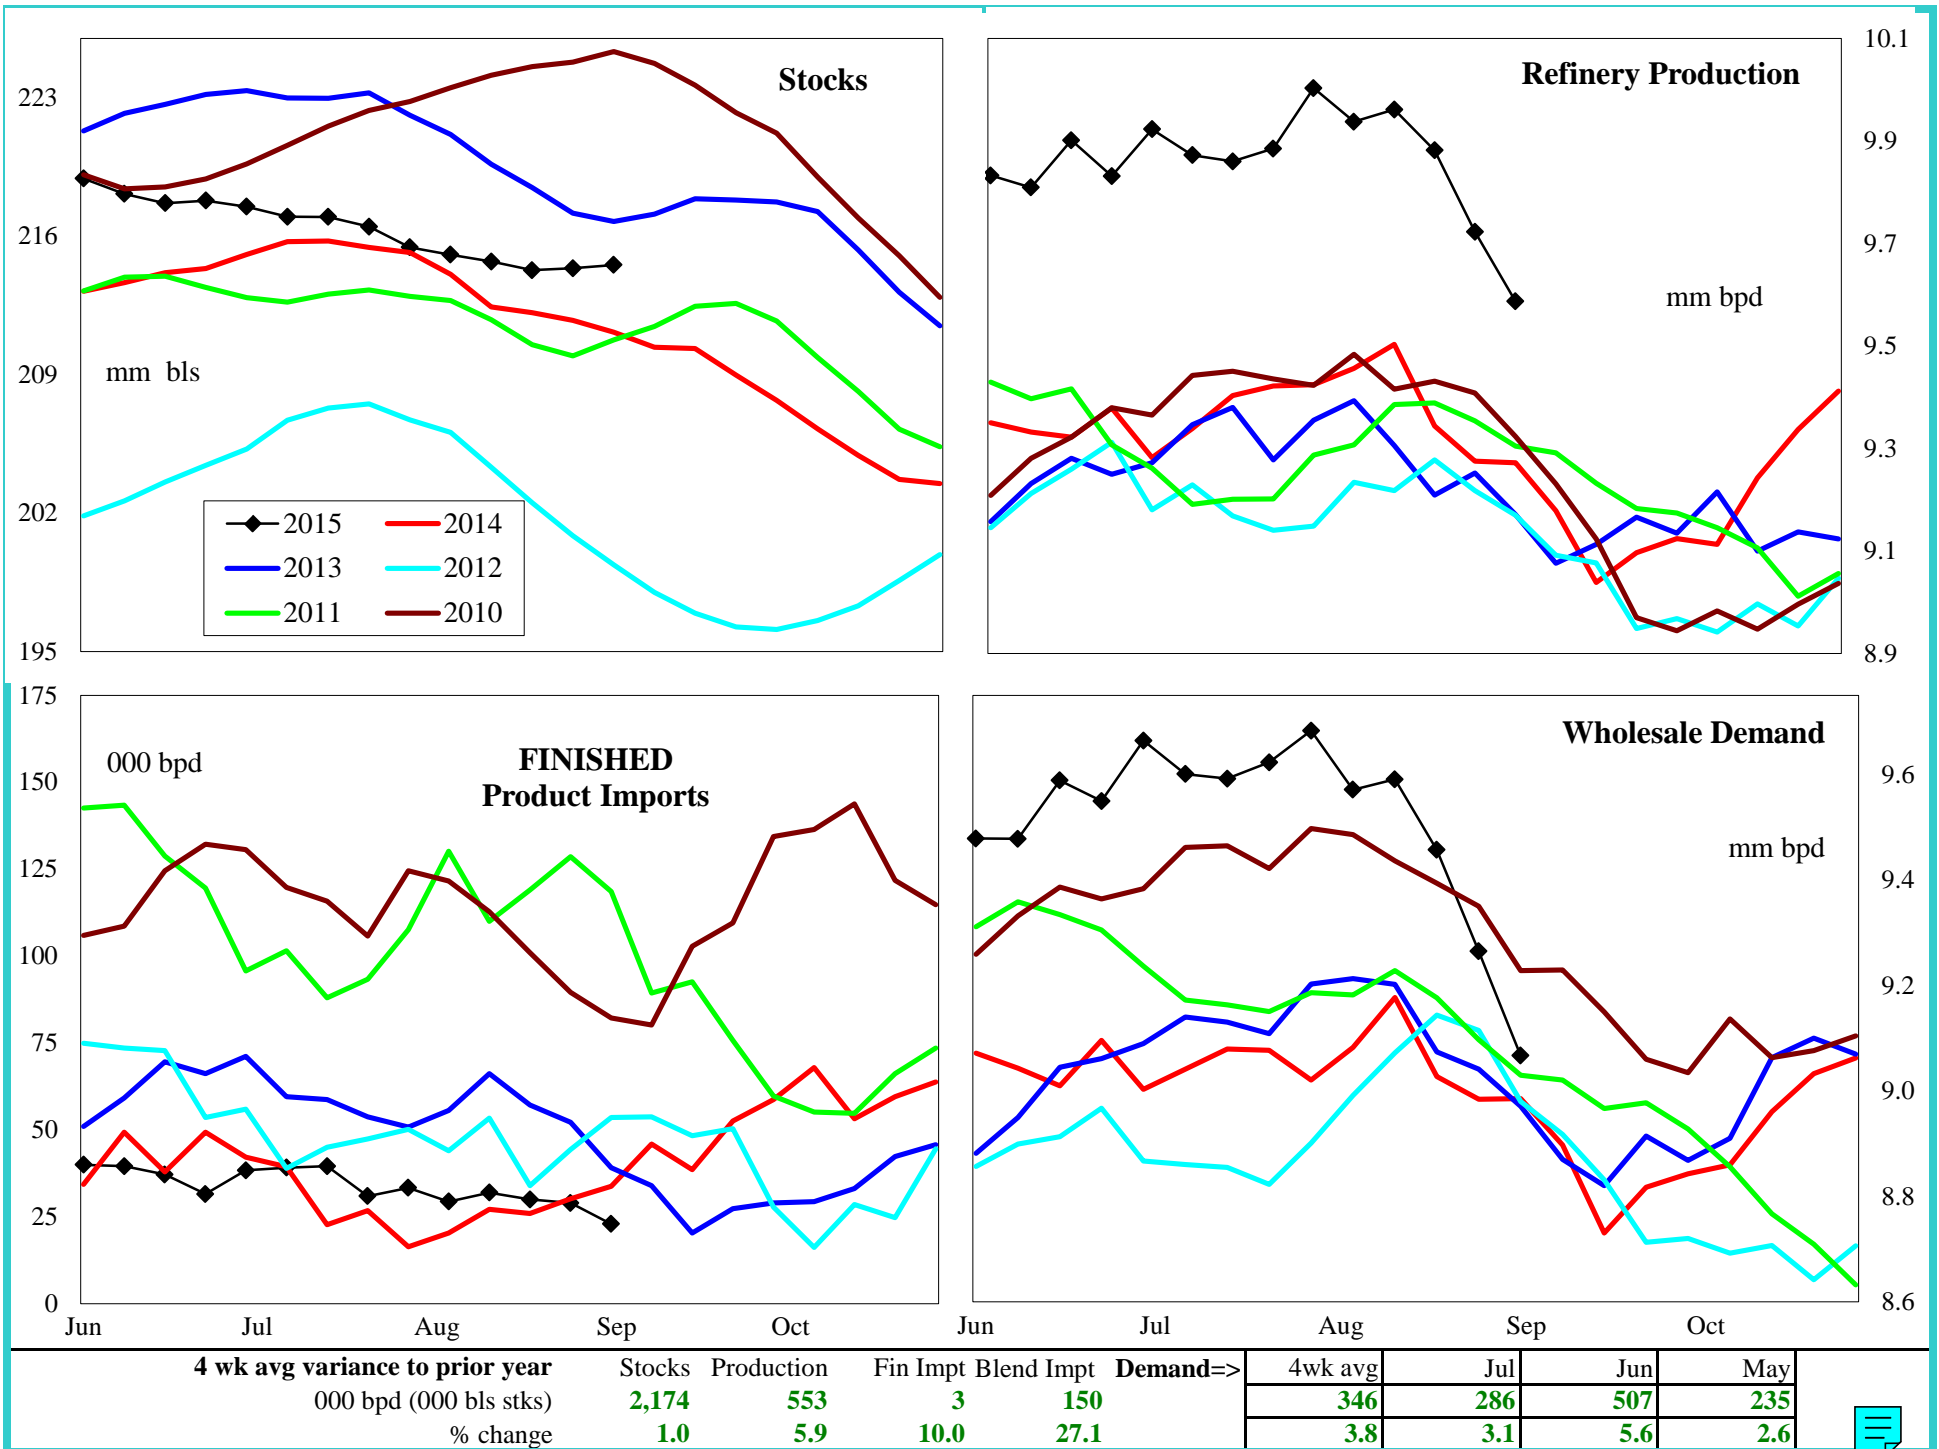 Stocks
223
216
209
202
195
mm bls
2015
2014
2013
2012
2011
2010
Refinery Production
mm bpd
10.1
9.9
9.7
9.5
9.3
9.1
8.9
175
150
125
100
75
50
25
0
000 bpd
FINISHED
Product Imports
Jun Jul Aug Sep Oct
Wholesale Demand
mm bpd
9.6
9.4
9.2
9.0
8.8
8.6
Jun Jul Aug Sep Oct
4 wk avg variance to prior year Stocks Production Fin Impt Blend Impt Demand=> 4wk avg Jul Jun May
000 bpd (000 bls stks) 2,174 553 3 150 346 286 507 235
% change 1.0 5.9 10.0 27.1 3.8 3.1 5.6 2.6